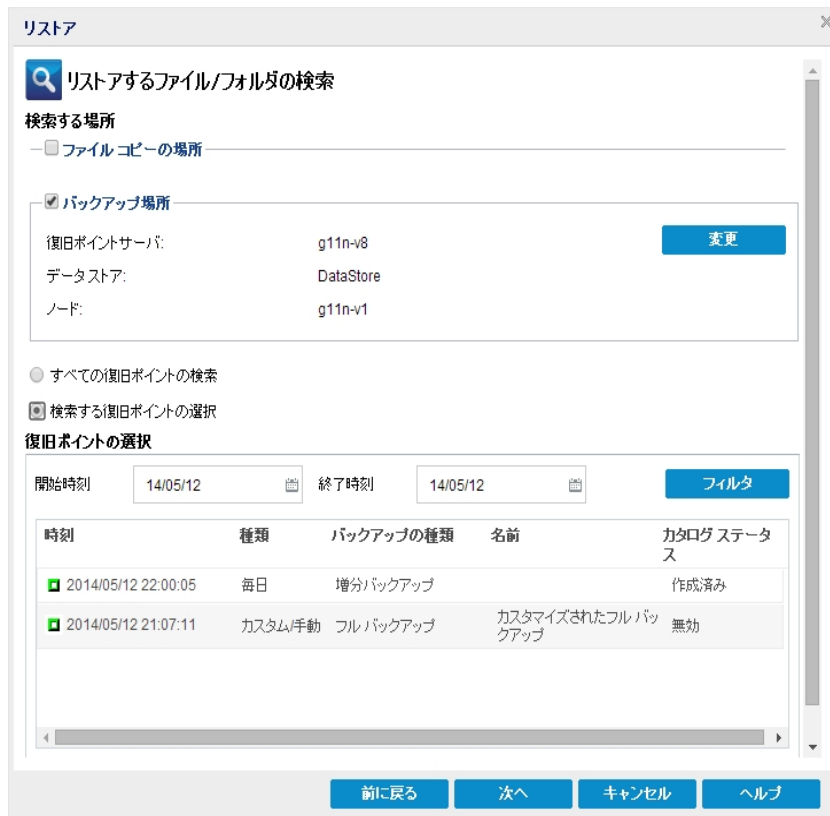 リストア
リストアするファイル/フォルダの検索
検索する場所
ファイル コピーの場所
バックアップ場所
復旧ポイントサーバ: g11n-v8 変更
データストア: DataStore
ノード: g11n-v1
すべての復旧ポイントの検索
検索する復旧ポイントの選択
復旧ポイントの選択
開始時刻 14/05/12 終了時刻 14/05/12 フィルタ
時刻 種類 バックアップの種類 名前 カタログ ステータ
ス
2014/05/12 22:00:05 毎日 増分バックアップ 作成済み
2014/05/12 21:07:11 カスタム/手動 フル バックアップ カスタマイズされたフル バッ
クアップ 無効
前に戻る 次へ キャンセル ヘルプ